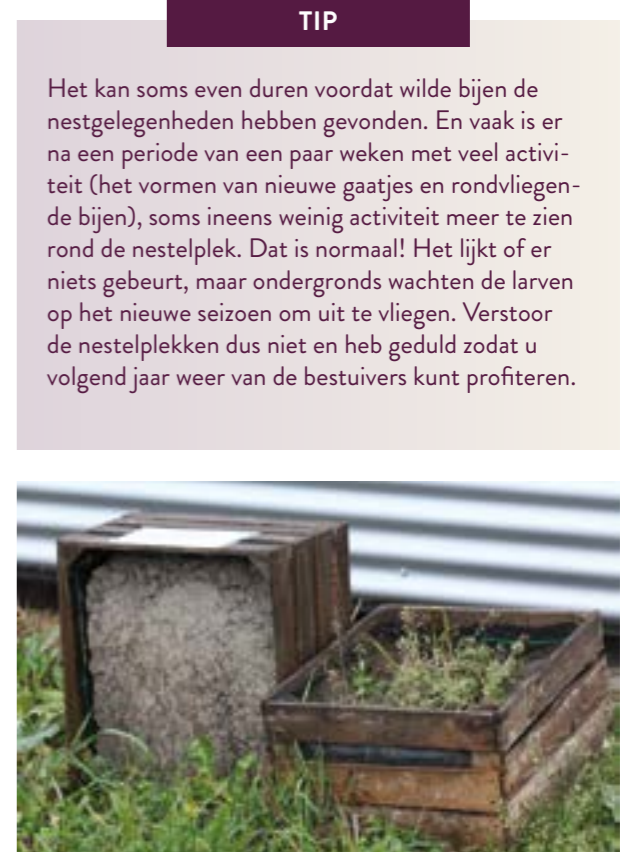 TIP
Het kan soms even duren voordat wilde bijen de
nestgelegenheden hebben gevonden. En vaak is er
na een periode van een paar weken met veel activi-
teit (het vormen van nieuwe gaatjes en rondvliegen-
de bijen), soms ineens weinig activiteit meer te zien
rond de nestelplek. Dat is normaal! Het lijkt of er
niets gebeurt, maar ondergronds wachten de larven
op het nieuwe seizoen om uit te vliegen. Verstoor
de nestelplekken dus niet en heb geduld zodat u
volgend jaar weer van de bestuivers kunt profiteren.